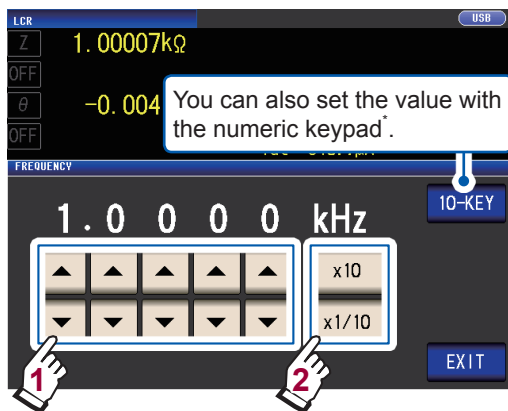 LCR
USB
Z 1.00007kΩ
OFF
θ -0.004
OFF
You can also set the value with
the numeric keypad*.
FREQUENCY
1.0000 kHz
10-KEY
x10
x1/10
1
2
EXIT